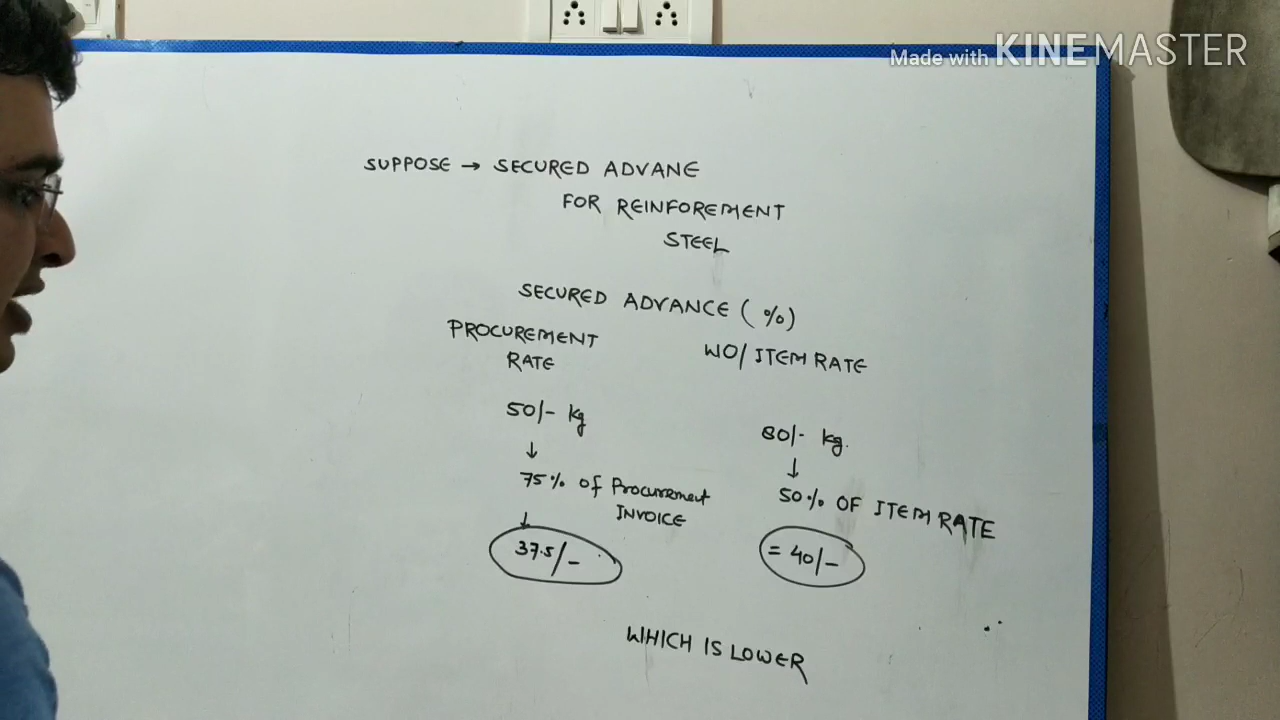 Made with KINEMASTER
SUPPOSE → SECURED ADVANE
FOR REINFOREMENT
STEEL
SECURED ADVANCE (%)
PROCUREMENT
RATE
WO/ITEM RATE
50/- kg
↓
75% of Procurement
INVOICE
↓
37.5/-
80/- kg.
↓
50% OF ITEM RATE
= 40/-
WHICH IS LOWER